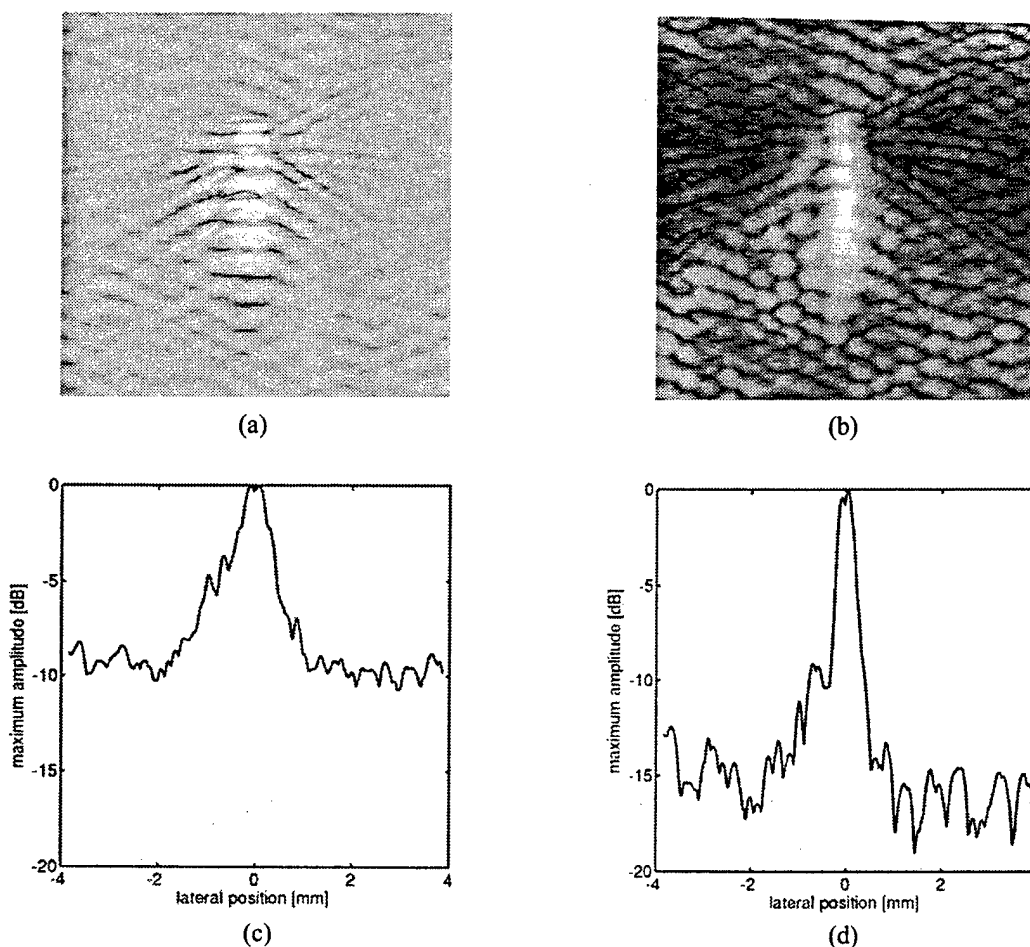 (a)
(b)
0
-5
-10
-15
-20
maximum amplitude [dB]
-4
-2
0
2
4
lateral position [mm]
(c)
0
-5
-10
-15
-20
maximum amplitude [dB]
-4
-2
0
2
lateral position [mm]
(d)